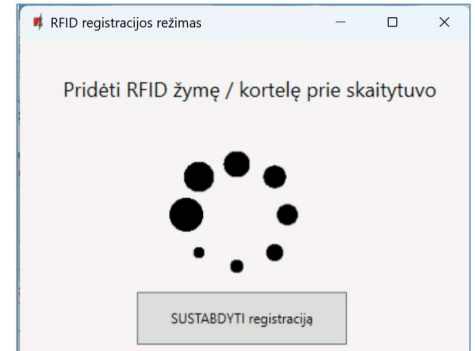 RFID registracijos režimas
Pridėti RFID žymę / kortelę prie skaitytuvo
SUSTABDYTI registraciją